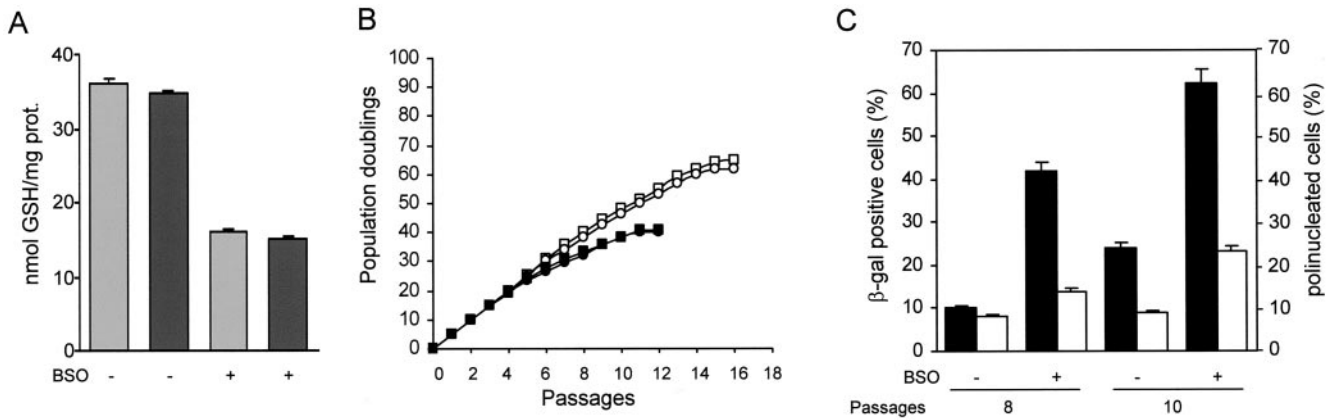 A
nmol GSH/mg prot.
40
30
20
10
0
BSO - - + +
B
Population doublings
100
90
80
70
60
50
40
30
20
10
0
0 2 4 6 8 10 12 14 16 18
Passages
C
β-gal positive cells (%)
70
60
50
40
30
20
10
0
70
60
50
40
30
20
10
0
polinucleated cells (%)
BSO - + - +
Passages 8 10